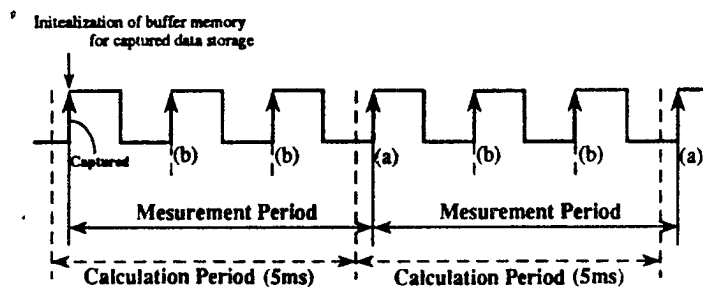 Initealization of buffer memory
for captured data storage
Captured
(b)
(b)
(a)
(b)
(b)
(a)
Mesurement Period
Mesurement Period
Calculation Period (5ms)
Calculation Period (5ms)